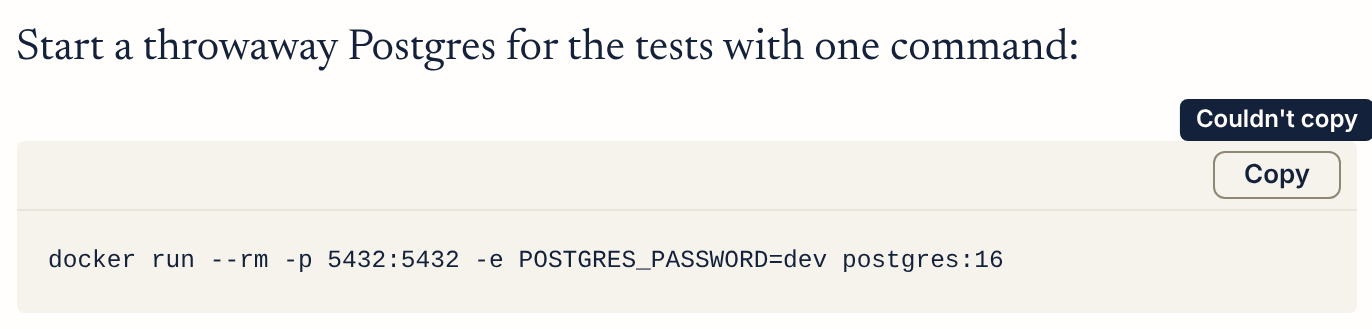 Start a throwaway Postgres for the tests with one command:
Couldn't copy
Copy
docker run --rm -p 5432:5432 -e POSTGRES_PASSWORD=dev postgres:16